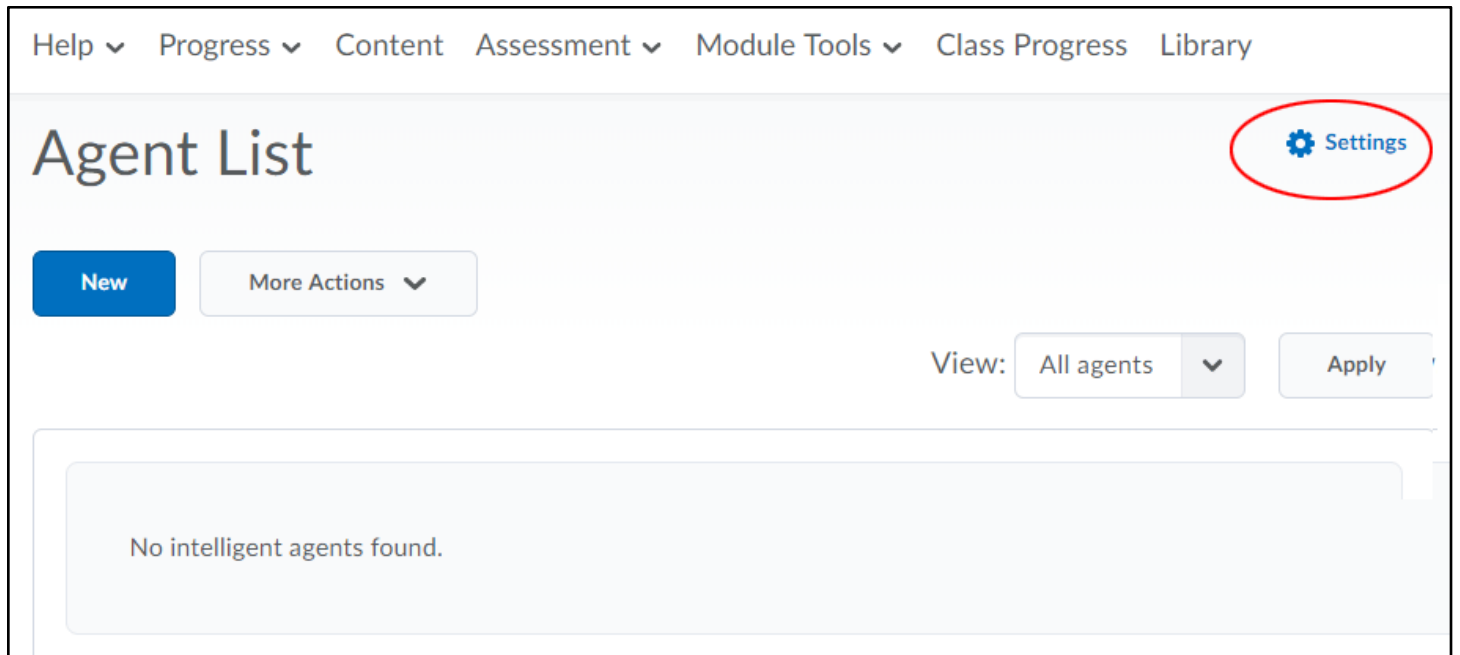 Help Progress Content Assessment Module Tools Class Progress Library
Agent List
Settings
New More Actions
View: All agents Apply
No intelligent agents found.